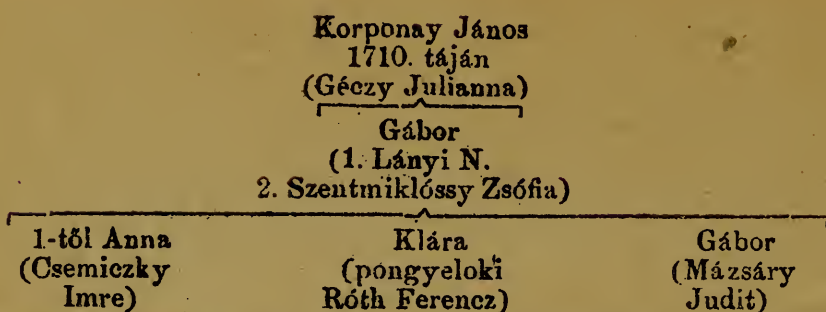 Korponay János
1710. táján
(Géczy Julianna)
Gábor
(1. Lányi N.
2. Szentmiklóssy Zsófia)
1-től Anna Klára Gábor
(Csemiczky (pongyeloki (Mázsáry
Imre) Róth Ferencz) Judit)